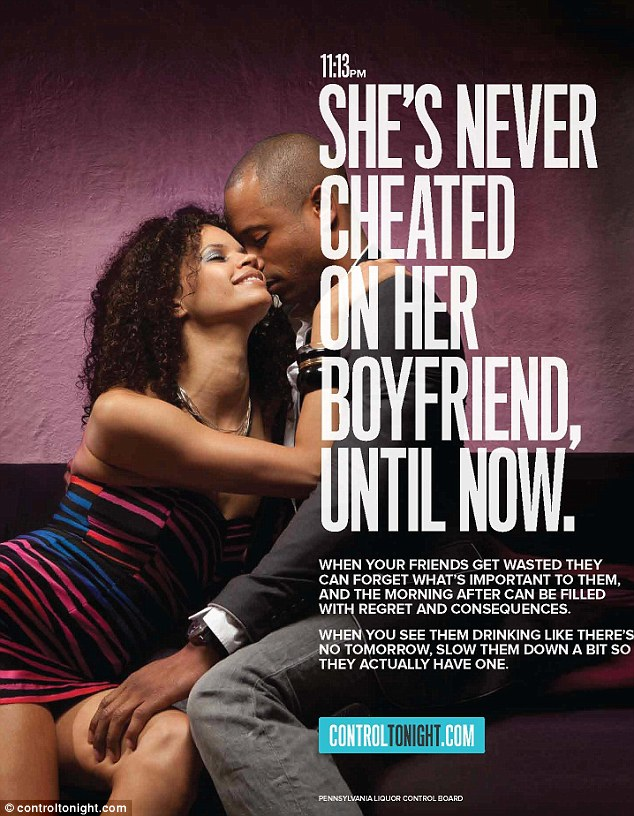 11:13PM
SHE'S NEVER
CHEATED
ON HER
BOYFRIEND,
UNTIL NOW.
WHEN YOUR FRIENDS GET WASTED THEY
CAN FORGET WHAT'S IMPORTANT TO THEM,
AND THE MORNING AFTER CAN BE FILLED
WITH REGRET AND CONSEQUENCES.
WHEN YOU SEE THEM DRINKING LIKE THERE'S
NO TOMORROW, SLOW THEM DOWN A BIT SO
THEY ACTUALLY HAVE ONE.
CONTROLTONIGHT.COM
PENNSYLVANIA LIQUOR CONTROL BOARD
© controltonight.com